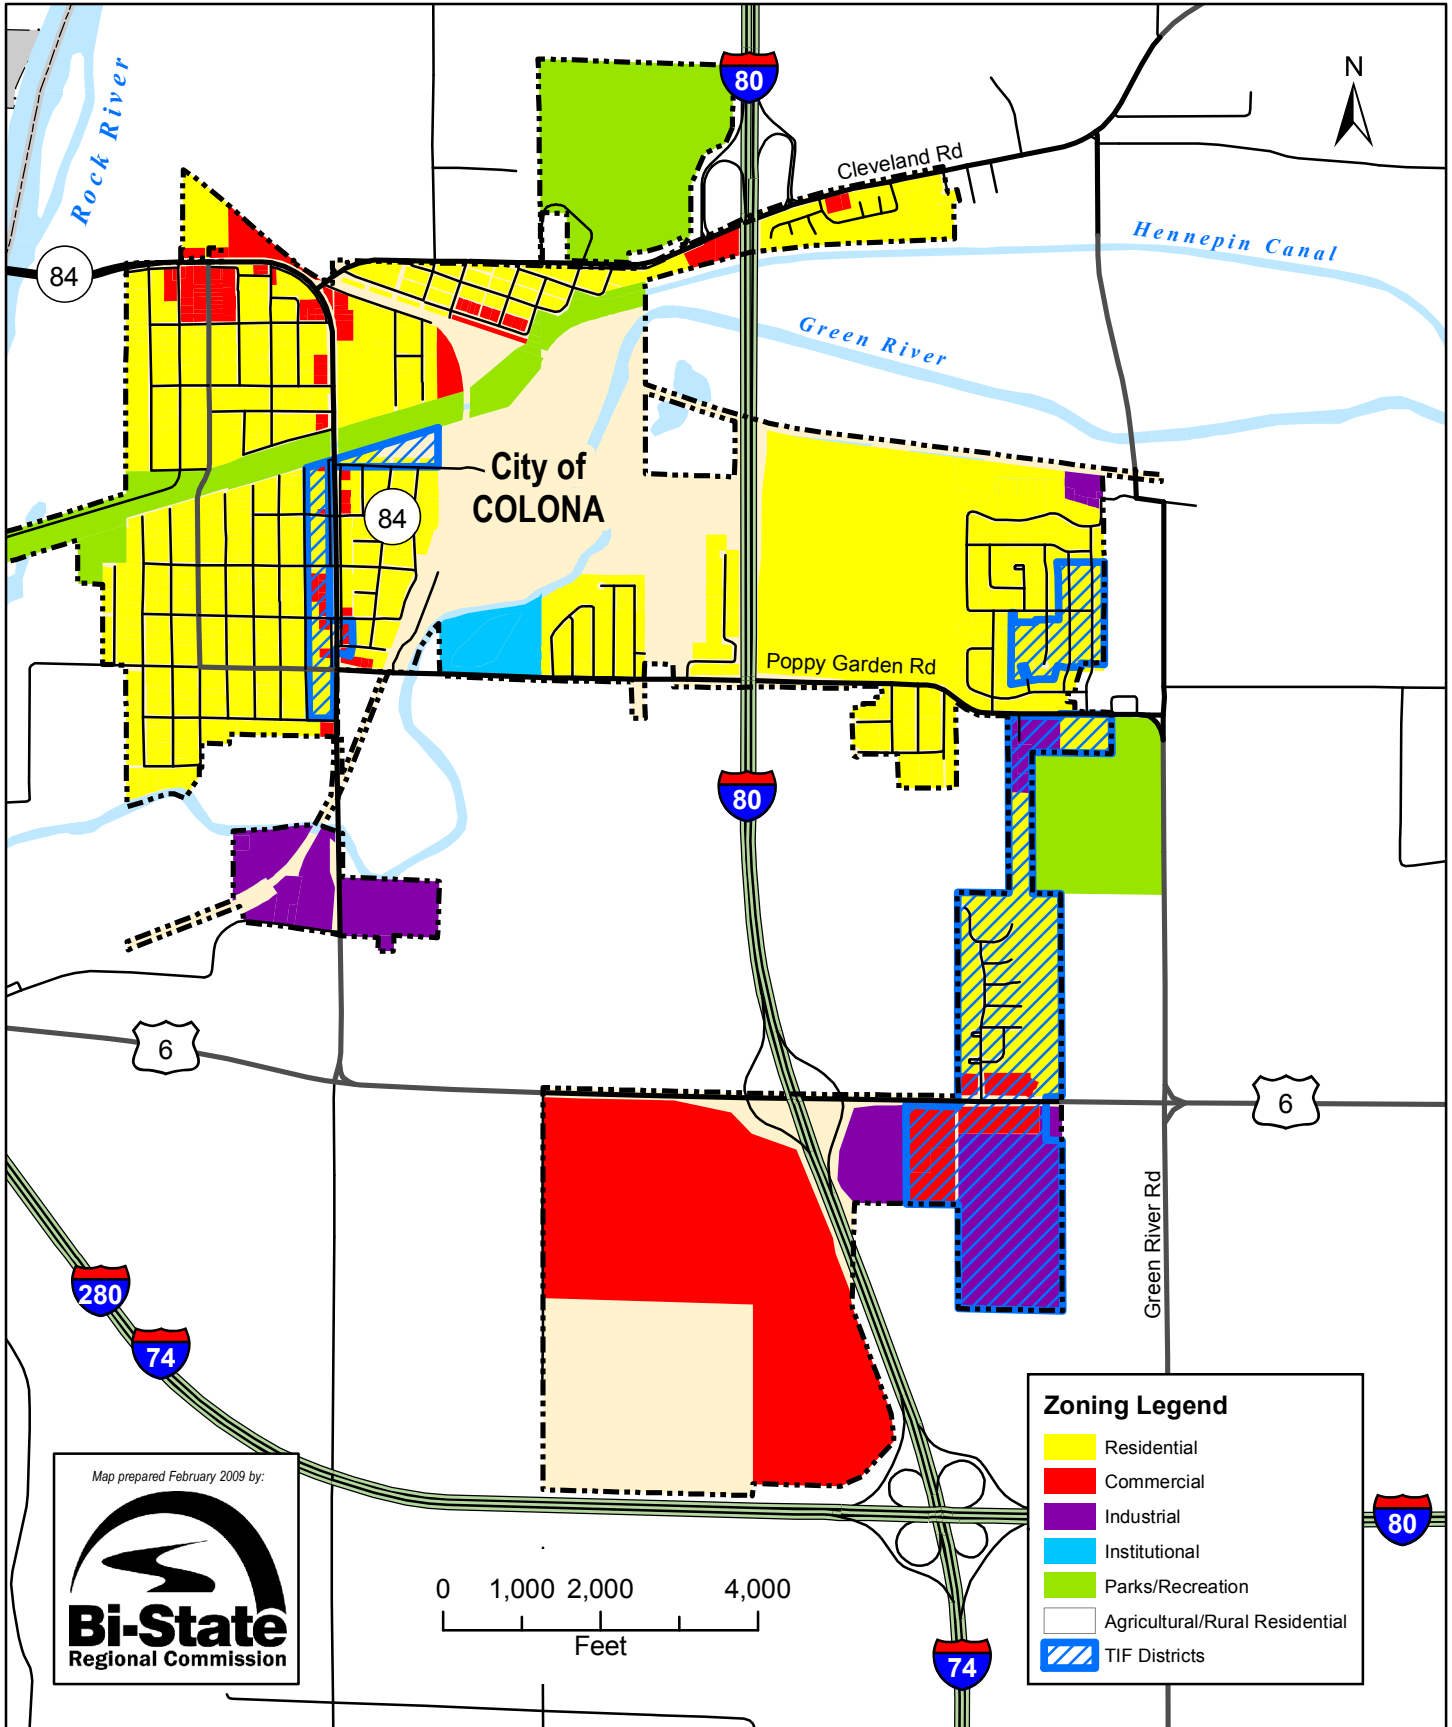 80
N
Rock River
Cleveland Rd
Hennepin Canal
84
Green River
City of
COLONA
84
Poppy Garden Rd
80
6
6
Green River Rd
280
74
Zoning Legend
Residential
Commercial
Industrial
Institutional
Parks/Recreation
Agricultural/Rural Residential
TIF Districts
80
Map prepared February 2009 by:
Bi-State
Regional Commission
0 1,000 2,000 4,000
Feet
74